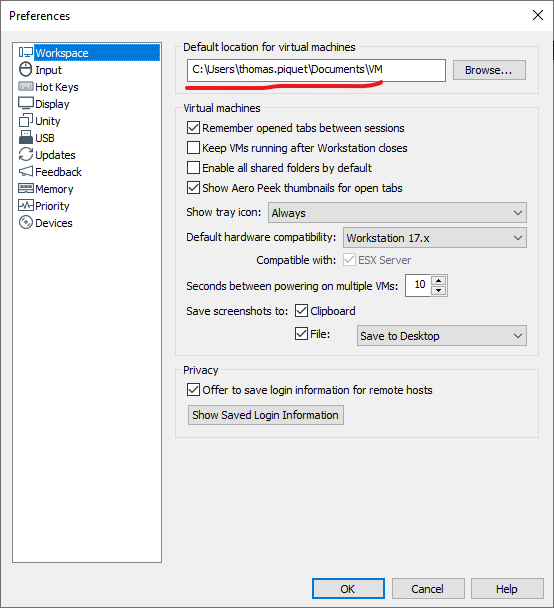 Preferences
Workspace
Input
Hot Keys
Display
Unity
USB
Updates
Feedback
Memory
Priority
Devices
Default location for virtual machines
C:\Users\thomas.piquet\Documents\VM
Browse...
Virtual machines
Remember opened tabs between sessions
Keep VMs running after Workstation closes
Enable all shared folders by default
Show Aero Peek thumbnails for open tabs
Show tray icon: Always
Default hardware compatibility: Workstation 17.x
Compatible with: ESX Server
Seconds between powering on multiple VMs: 10
Save screenshots to: Clipboard
File: Save to Desktop
Privacy
Offer to save login information for remote hosts
Show Saved Login Information
OK Cancel Help